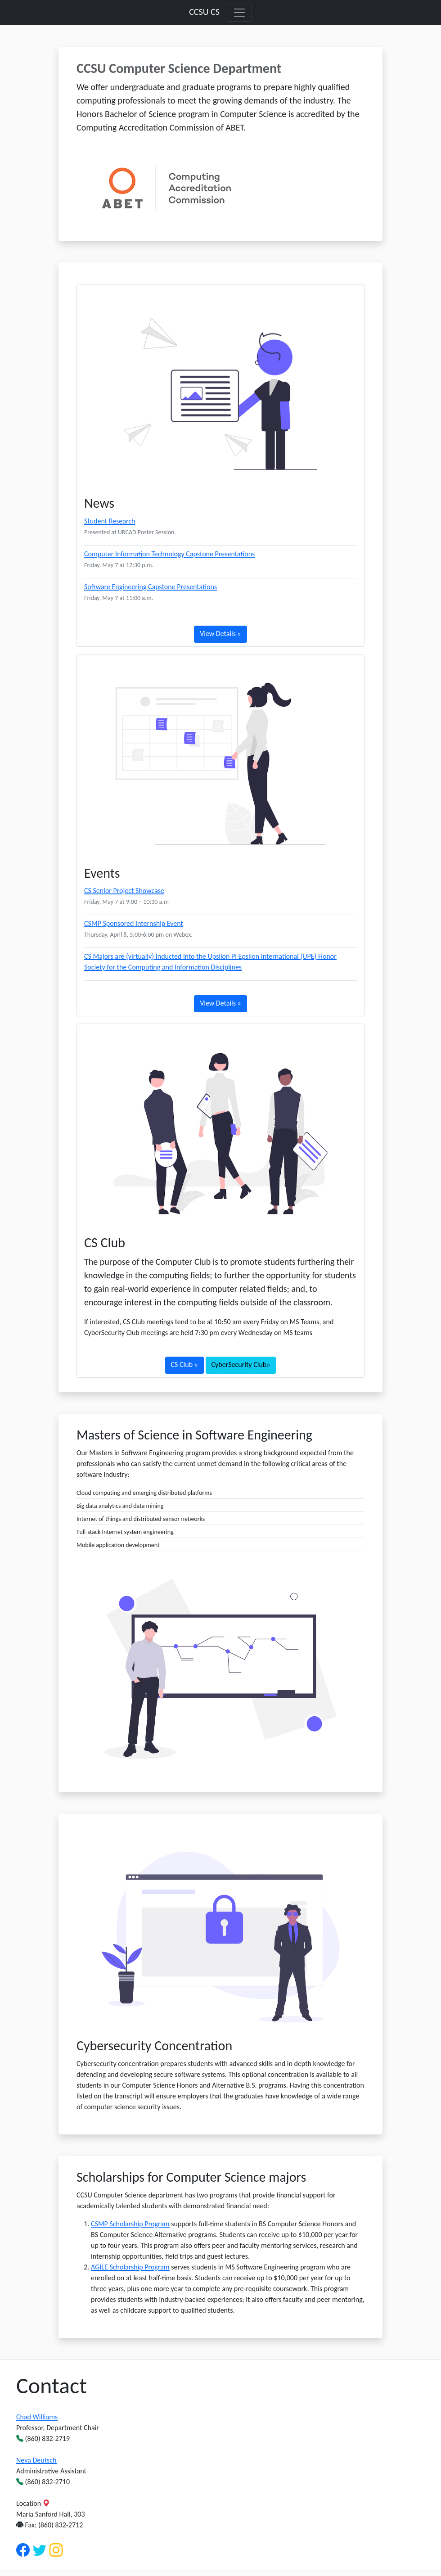 CCSU CS
CCSU Computer Science Department
We offer undergraduate and graduate programs to prepare highly qualified
computing professionals to meet the growing demands of the industry. The
Honors Bachelor of Science program in Computer Science is accredited by the
Computing Accreditation Commission of ABET.
ABET
Computing
Accreditation
Commission
News
Student Research
Presented at URCAD Poster Session.
Computer Information Technology Capstone Presentations
Friday, May 7 at 12:30 p.m.
Software Engineering Capstone Presentations
Friday, May 7 at 11:00 a.m.
View Details »
Events
CS Senior Project Showcase
Friday, May 7 at 9:00 – 10:30 a.m
CSMP Sponsored Internship Event
Thursday, April 8, 5:00-6:00 pm on Webex.
CS Majors are (virtually) Inducted into the Upsilon Pi Epsilon International (UPE) Honor
Society for the Computing and Information Disciplines
View Details »
CS Club
The purpose of the Computer Club is to promote students furthering their
knowledge in the computing fields; to further the opportunity for students
to gain real-world experience in computer related fields; and, to
encourage interest in the computing fields outside of the classroom.
If interested, CS Club meetings tend to be at 10:50 am every Friday on MS Teams, and
CyberSecurity Club meetings are held 7:30 pm every Wednesday on MS teams
CS Club »
CyberSecurity Club»
Masters of Science in Software Engineering
Our Masters in Software Engineering program provides a strong background expected from the
professionals who can satisfy the current unmet demand in the following critical areas of the
software industry:
Cloud computing and emerging distributed platforms
Big data analytics and data mining
Internet of things and distributed sensor networks
Full-stack Internet system engineering
Mobile application development
Cybersecurity Concentration
Cybersecurity concentration prepares students with advanced skills and in depth knowledge for
defending and developing secure software systems. This optional concentration is available to all
students in our Computer Science Honors and Alternative B.S. programs. Having this concentration
listed on the transcript will ensure employers that the graduates have knowledge of a wide range
of computer science security issues.
Scholarships for Computer Science majors
CCSU Computer Science department has two programs that provide financial support for
academically talented students with demonstrated financial need:
1. CSMP Scholarship Program supports full-time students in BS Computer Science Honors and
BS Computer Science Alternative programs. Students can receive up to $10,000 per year for
up to four years. This program also offers peer and faculty mentoring services, research and
internship opportunities, field trips and guest lectures.
2. AGILE Scholarship Program serves students in MS Software Engineering program who are
enrolled on at least half-time basis. Students can receive up to $10,000 per year for up to
three years, plus one more year to complete any pre-requisite coursework. This program
provides students with industry-backed experiences; it also offers faculty and peer mentoring,
as well as childcare support to qualified students.
Contact
Chad Williams
Professor, Department Chair
(860) 832-2719
Neva Deutsch
Administrative Assistant
(860) 832-2710
Location
Maria Sanford Hall, 303
Fax: (860) 832-2712